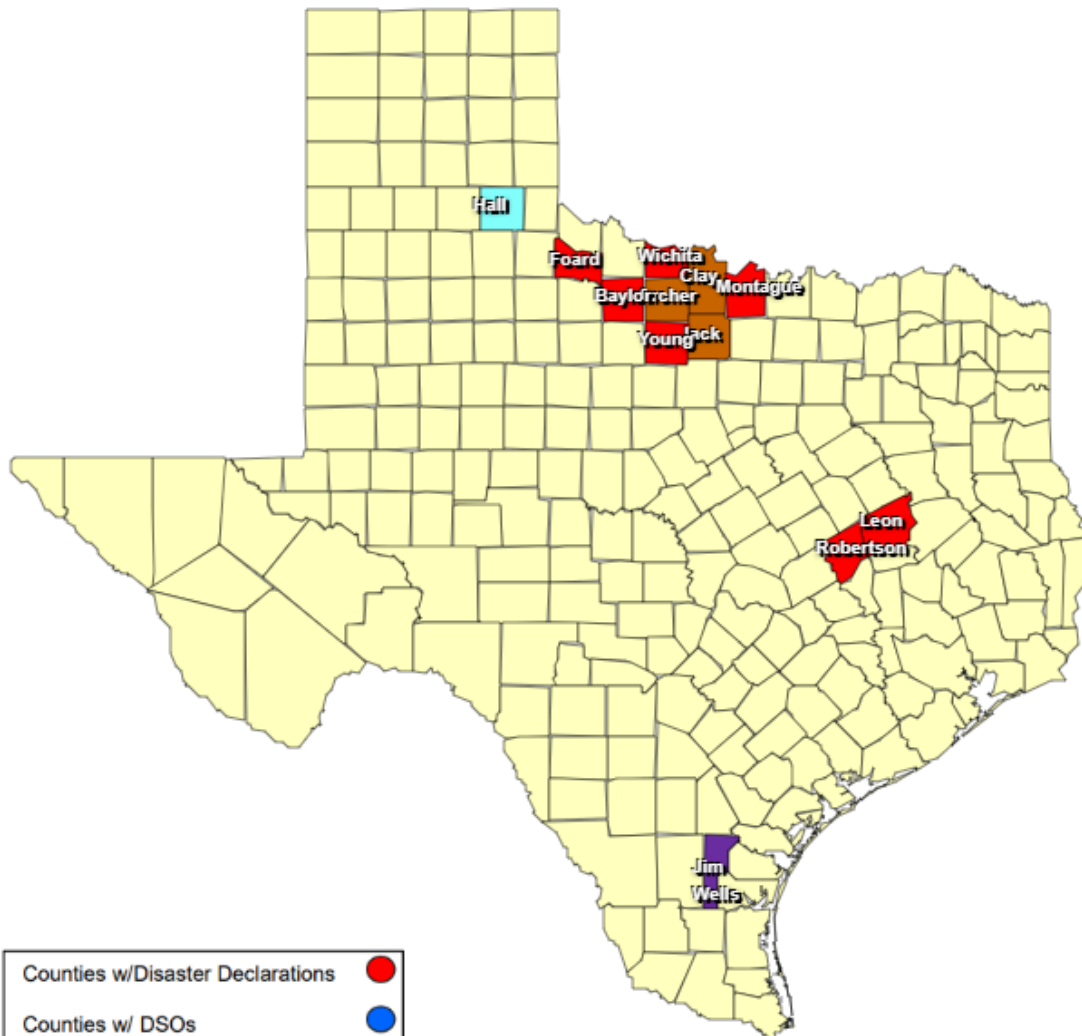 Hall
Foard
Wichita
Clay
Montague
Young
Leon
Robertson
Jim
Wells
Counties w/Disaster Declarations
Counties w/ DSOs